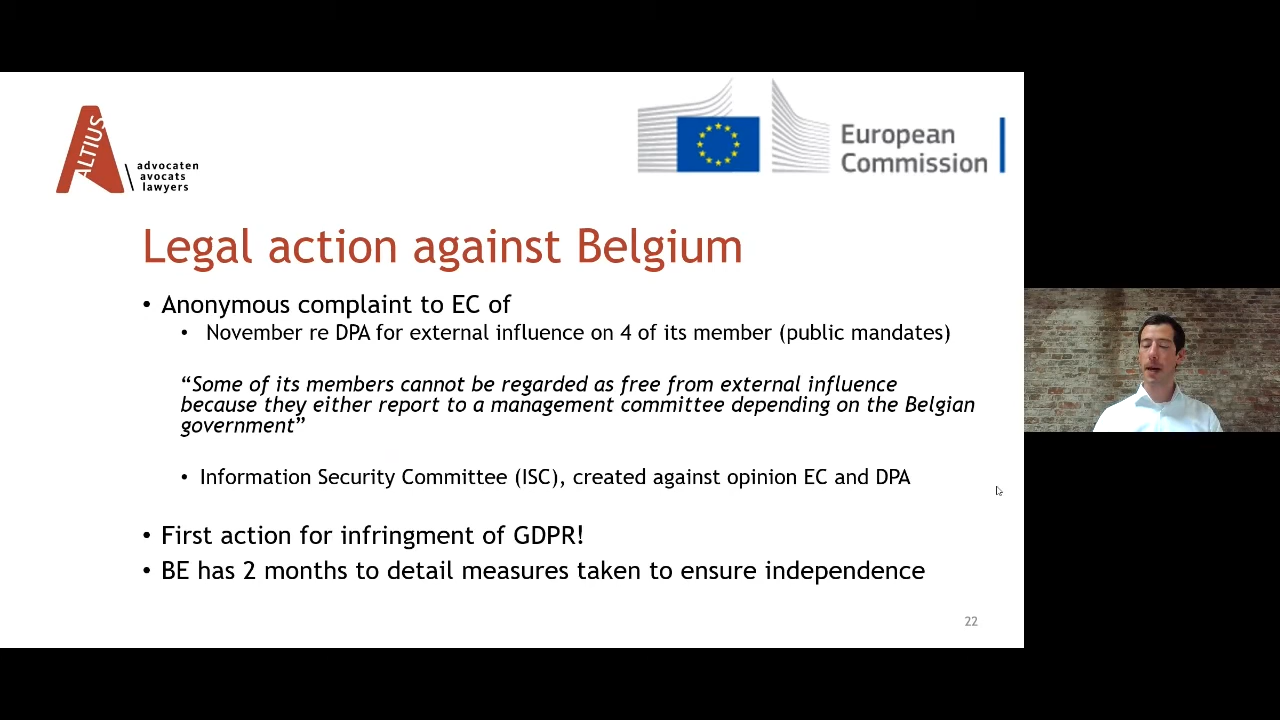 ALTIUS
advocaten
avocats
lawyers
European
Commission
Legal action against Belgium
• Anonymous complaint to EC of
• November re DPA for external influence on 4 of its member (public mandates)
“Some of its members cannot be regarded as free from external influence
because they either report to a management committee depending on the Belgian
government”
• Information Security Committee (ISC), created against opinion EC and DPA
• First action for infringment of GDPR!
• BE has 2 months to detail measures taken to ensure independence
22